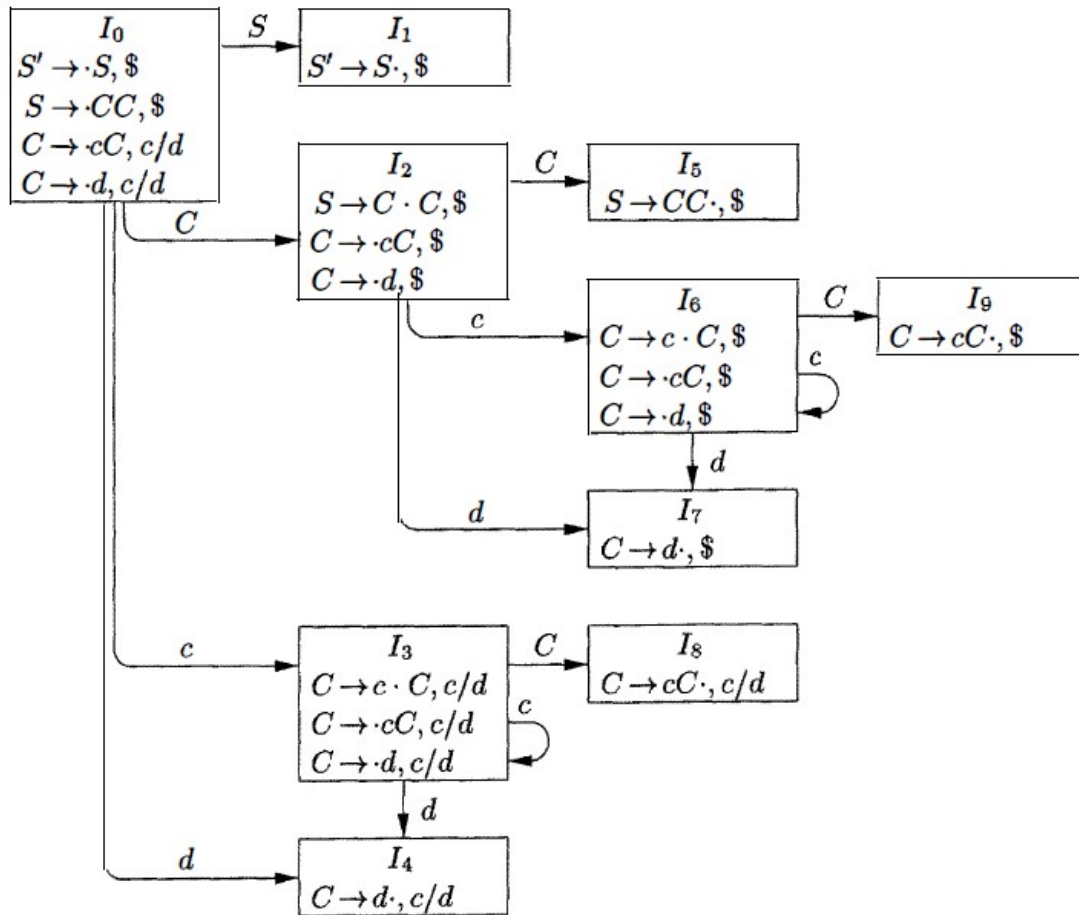 I₀
S′ → ·S, $
S → ·CC, $
C → ·cC, c/d
C → ·d, c/d
S
I₁
S′ → S·, $
C
I₂
S → C · C, $
C → ·cC, $
C → ·d, $
C
I₅
S → CC·, $
c
I₆
C → c · C, $
C → ·cC, $
C → ·d, $
C
I₉
C → cC·, $
c
d
d
I₇
C → d·, $
c
I₃
C → c · C, c/d
C → ·cC, c/d
C → ·d, c/d
C
I₈
C → cC·, c/d
c
d
d
I₄
C → d·, c/d